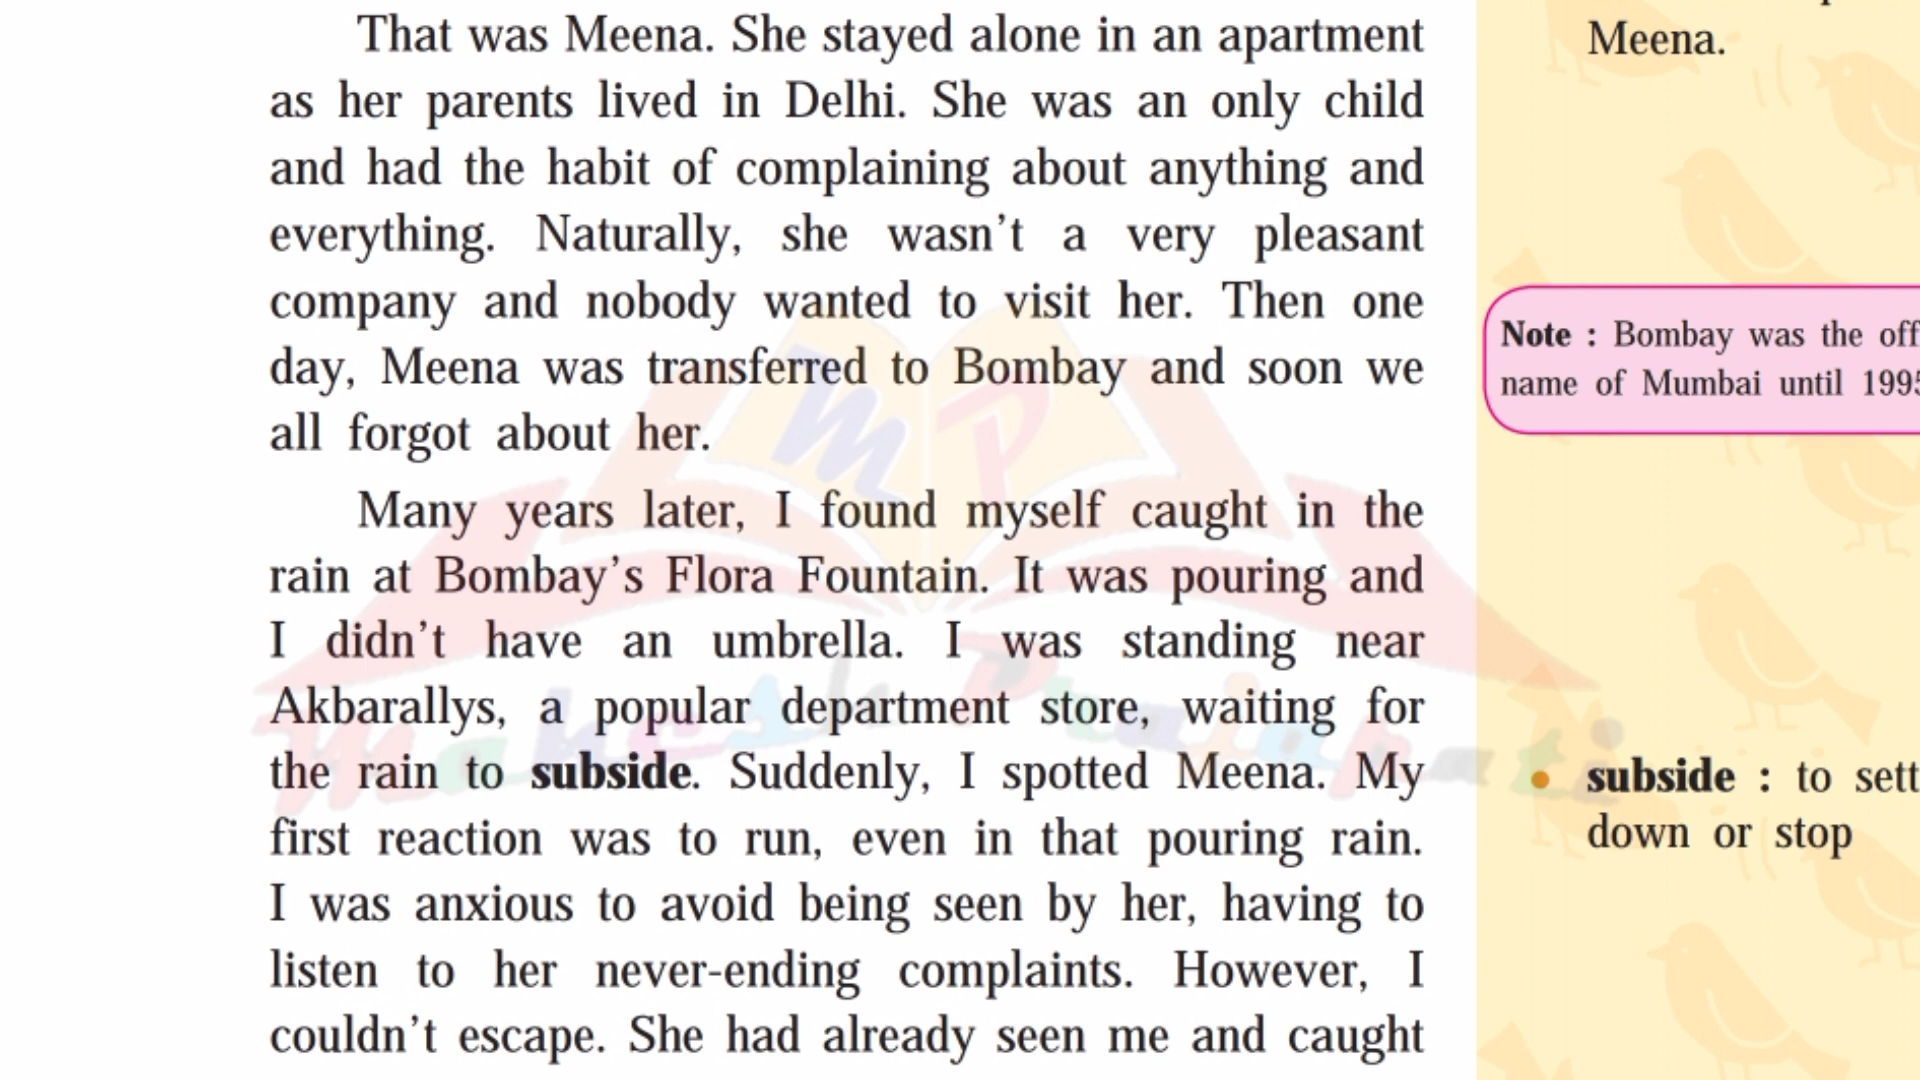 That was Meena. She stayed alone in an apartment
as her parents lived in Delhi. She was an only child
and had the habit of complaining about anything and
everything. Naturally, she wasn't a very pleasant
company and nobody wanted to visit her. Then one
day, Meena was transferred to Bombay and soon we
all forgot about her.
Many years later, I found myself caught in the
rain at Bombay's Flora Fountain. It was pouring and
I didn't have an umbrella. I was standing near
Akbarallys, a popular department store, waiting for
the rain to subside. Suddenly, I spotted Meena. My
first reaction was to run, even in that pouring rain.
I was anxious to avoid being seen by her, having to
listen to her never-ending complaints. However, I
couldn't escape. She had already seen me and caught
Meena.
Note : Bombay was the off
name of Mumbai until 1995
• subside : to sett
down or stop
MP
Mahesh Prajapati